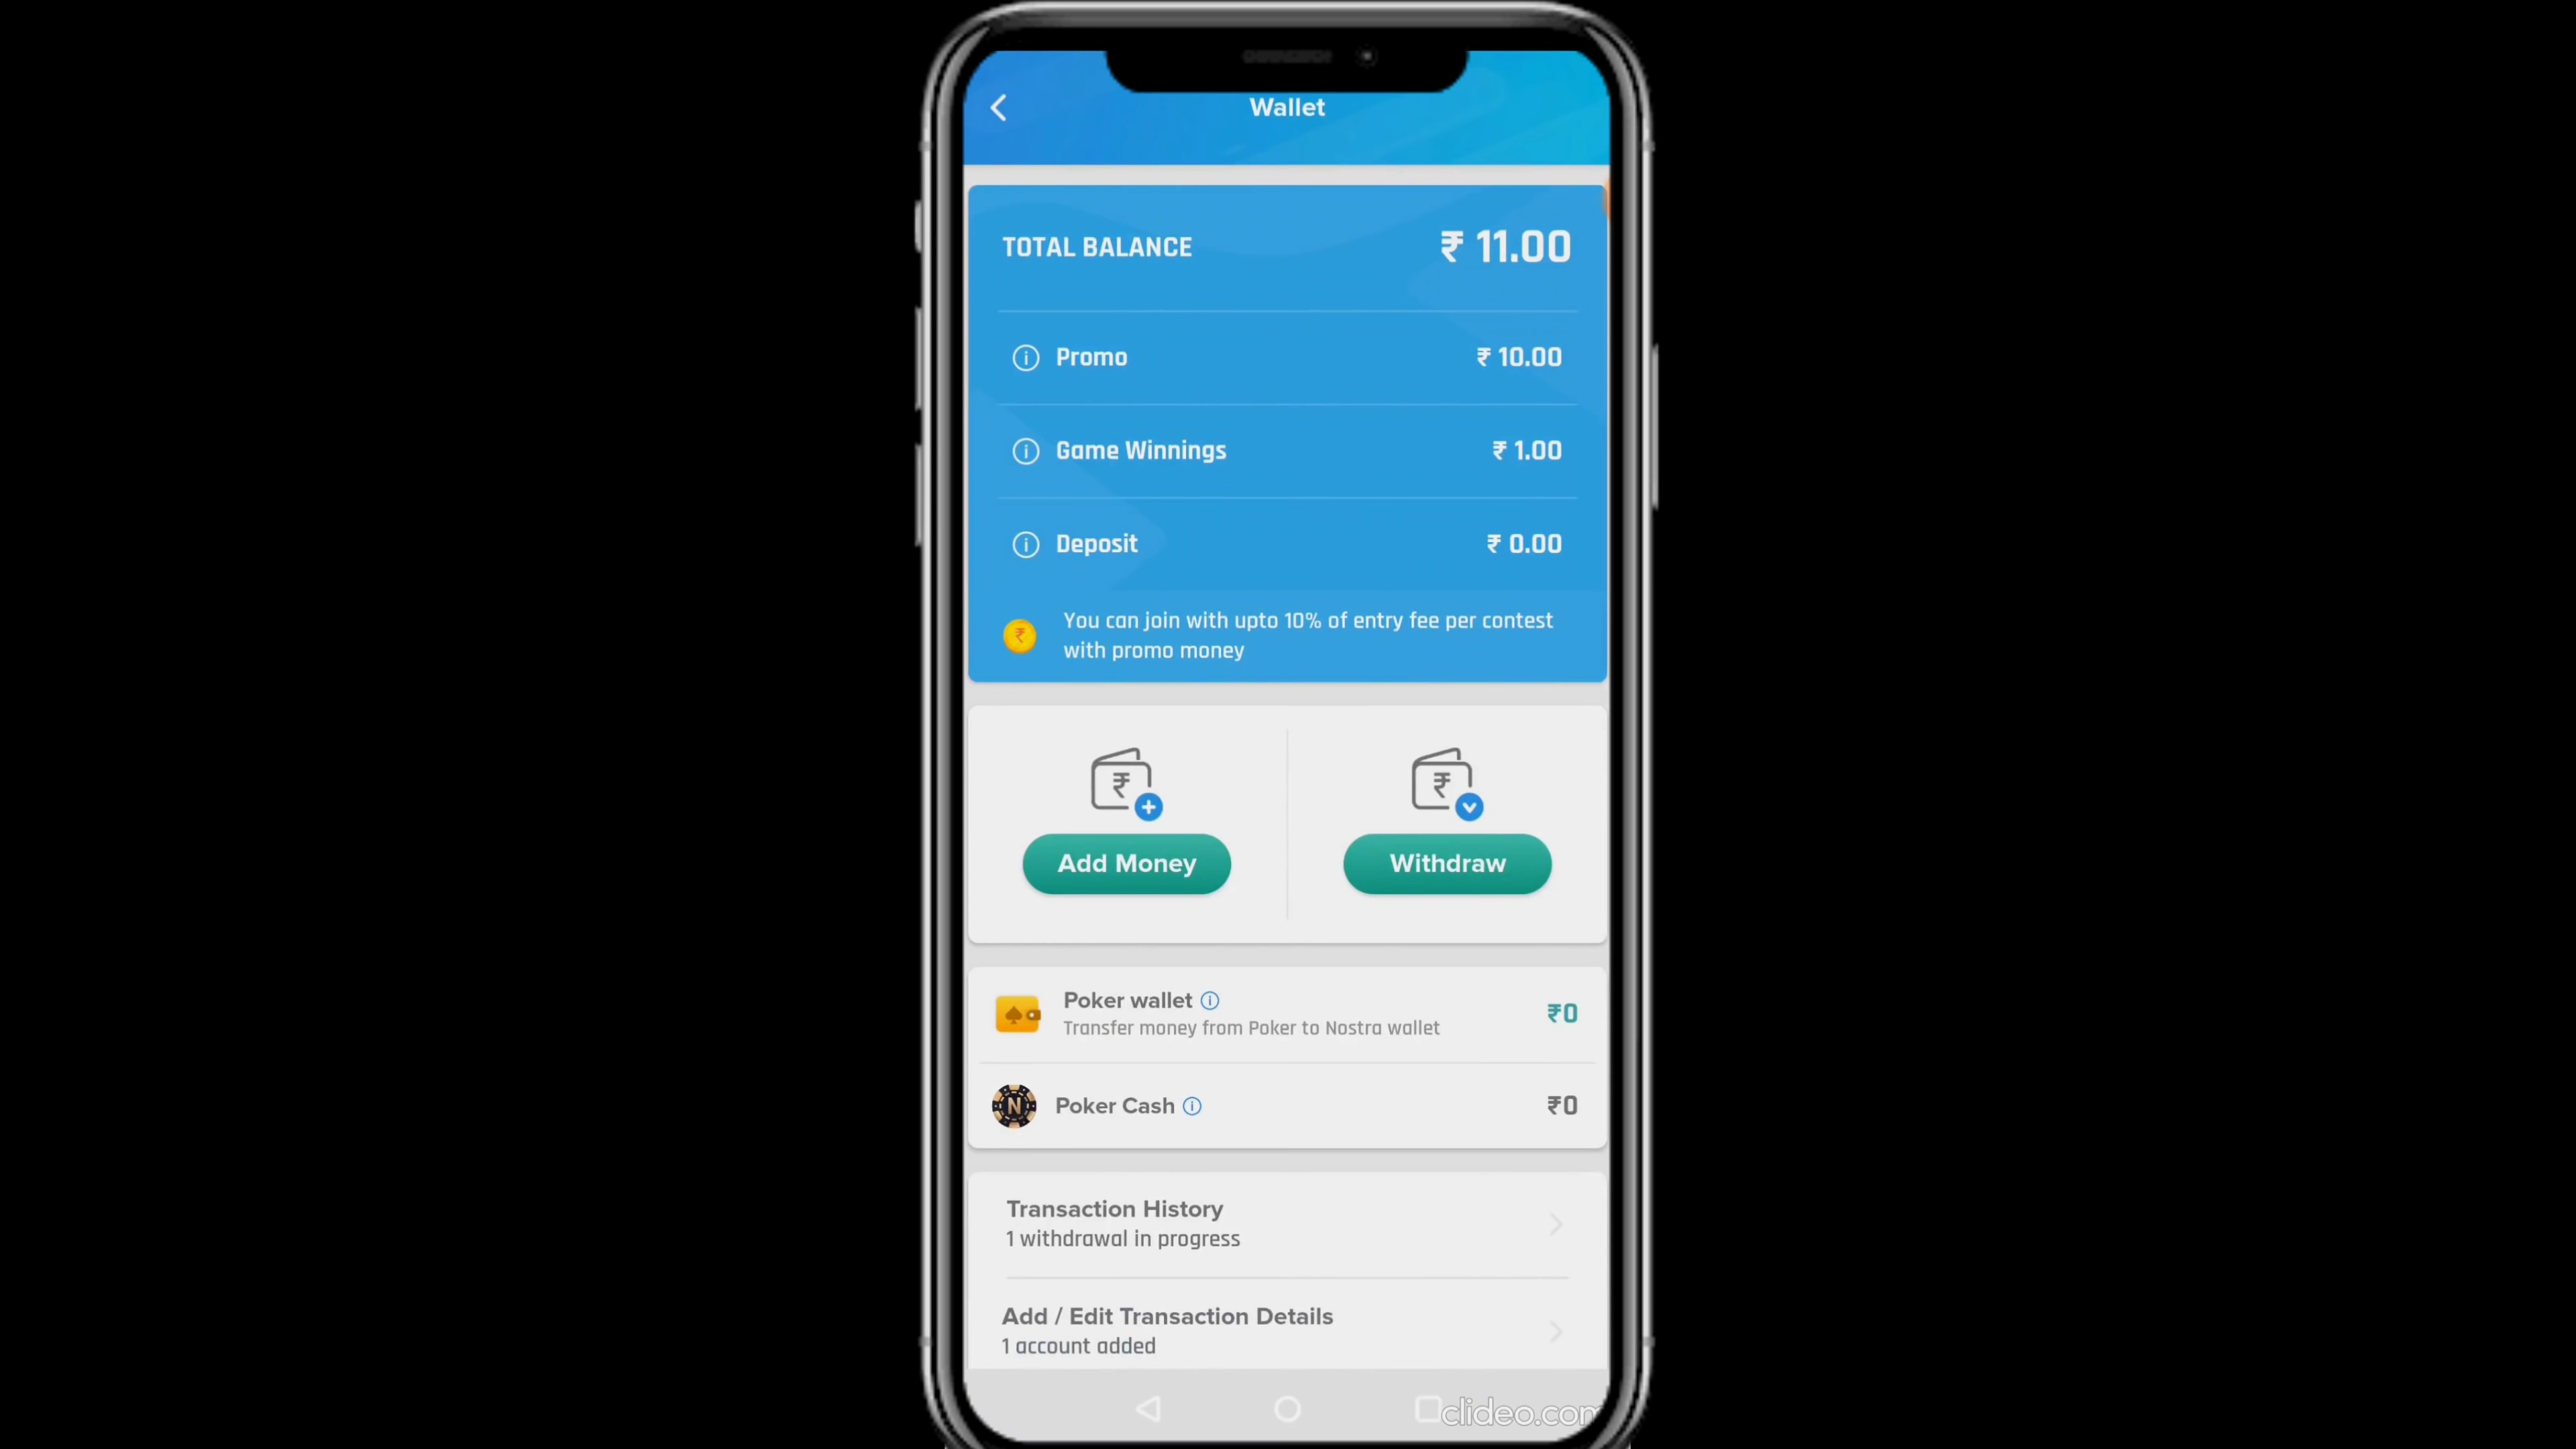 Wallet
TOTAL BALANCE
₹ 11.00
Promo
₹ 10.00
Game Winnings
₹ 1.00
Deposit
₹ 0.00
You can join with upto 10% of entry fee per contest
with promo money
Add Money
Withdraw
Poker wallet
Transfer money from Poker to Nostra wallet
₹0
Poker Cash
₹0
Transaction History
1 withdrawal in progress
Add / Edit Transaction Details
1 account added
clideo.com